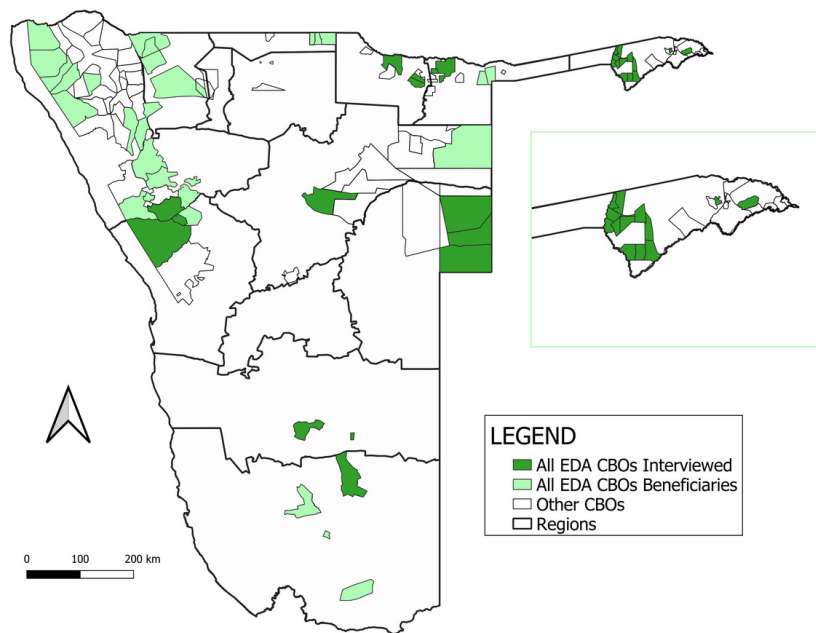 LEGEND
All EDA CBOs Interviewed
All EDA CBOs Beneficiaries
Other CBOs
Regions
0 100 200 km